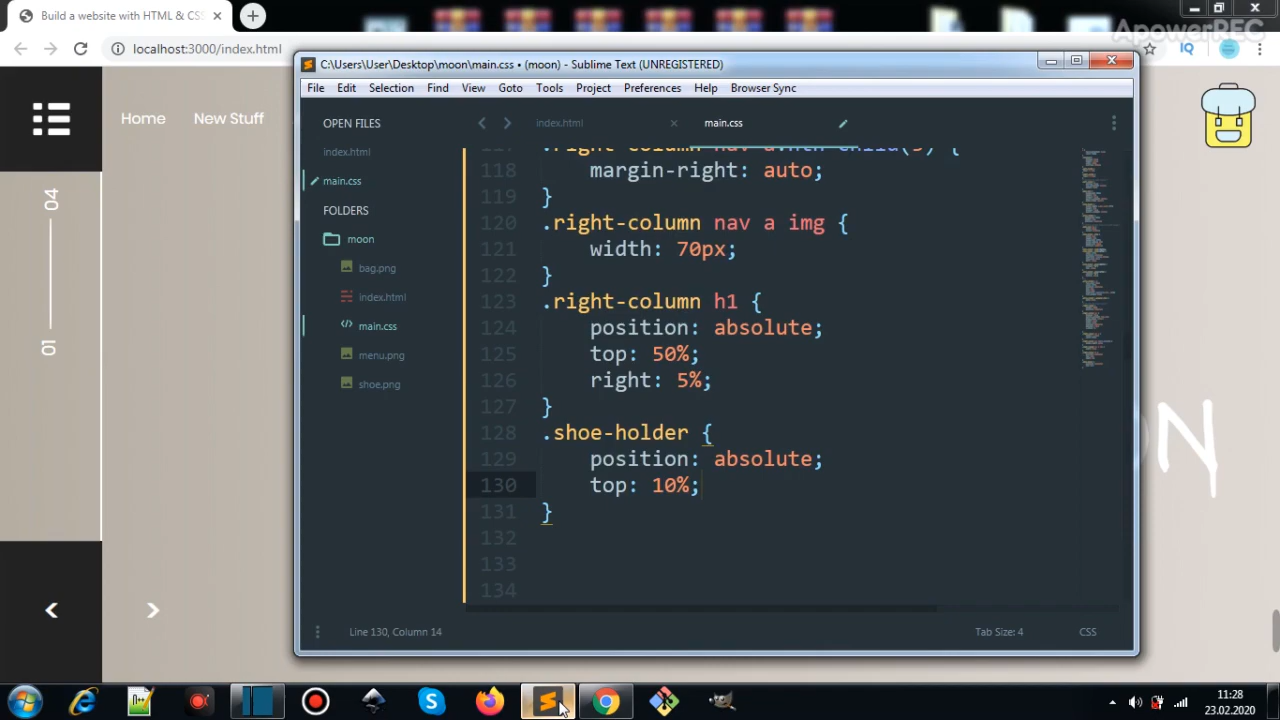 Build a website with HTML & CSS
ApowerREC
localhost:3000/index.html
IQ
C:\Users\User\Desktop\moon\main.css • (moon) - Sublime Text (UNREGISTERED)
File Edit Selection Find View Goto Tools Project Preferences Help Browser Sync
Home New Stuff
OPEN FILES
index.html
main.css
FOLDERS
moon
bag.png
index.html
main.css
menu.png
shoe.png
index.html
main.css
118 margin-right: auto;
119 }
120 .right-column nav a img {
121 width: 70px;
122 }
123 .right-column h1 {
124 position: absolute;
125 top: 50%;
126 right: 5%;
127 }
128 .shoe-holder {
129 position: absolute;
130 top: 10%;
131 }
132
133
134
04
01
ON
Line 130, Column 14
Tab Size: 4
CSS
11:28
23.02.2020